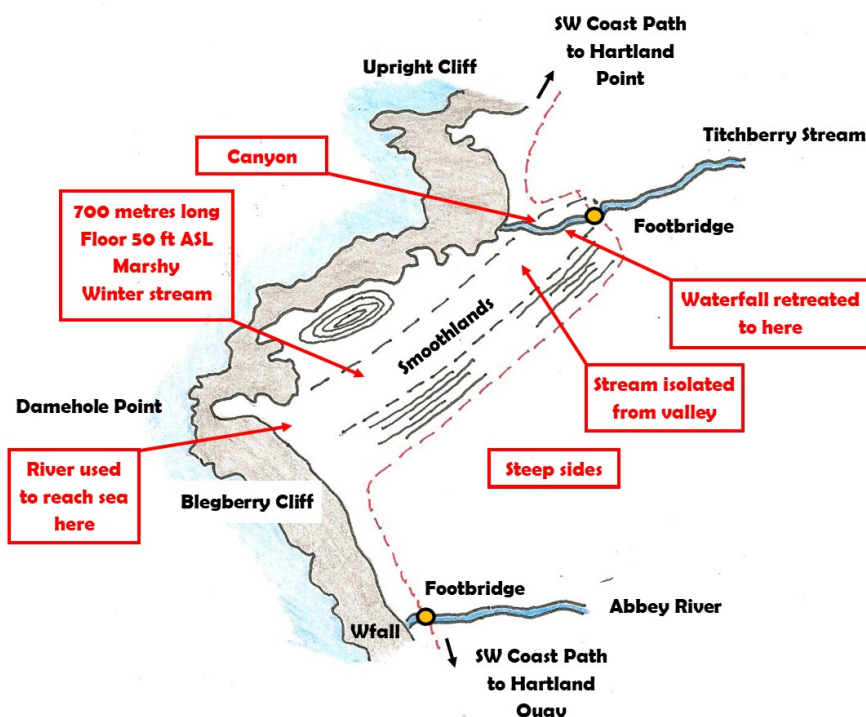 SW Coast Path
to Hartland
Point
Upright Cliff
Titchberry Stream
Canyon
700 metres long
Floor 50 ft ASL
Marshy
Winter stream
Footbridge
Waterfall retreated
to here
Smoothlands
Stream isolated
from valley
Damehole Point
River used
to reach sea
here
Steep sides
Blegberry Cliff
Footbridge
Abbey River
Wfall
SW Coast Path
to Hartland
Quay